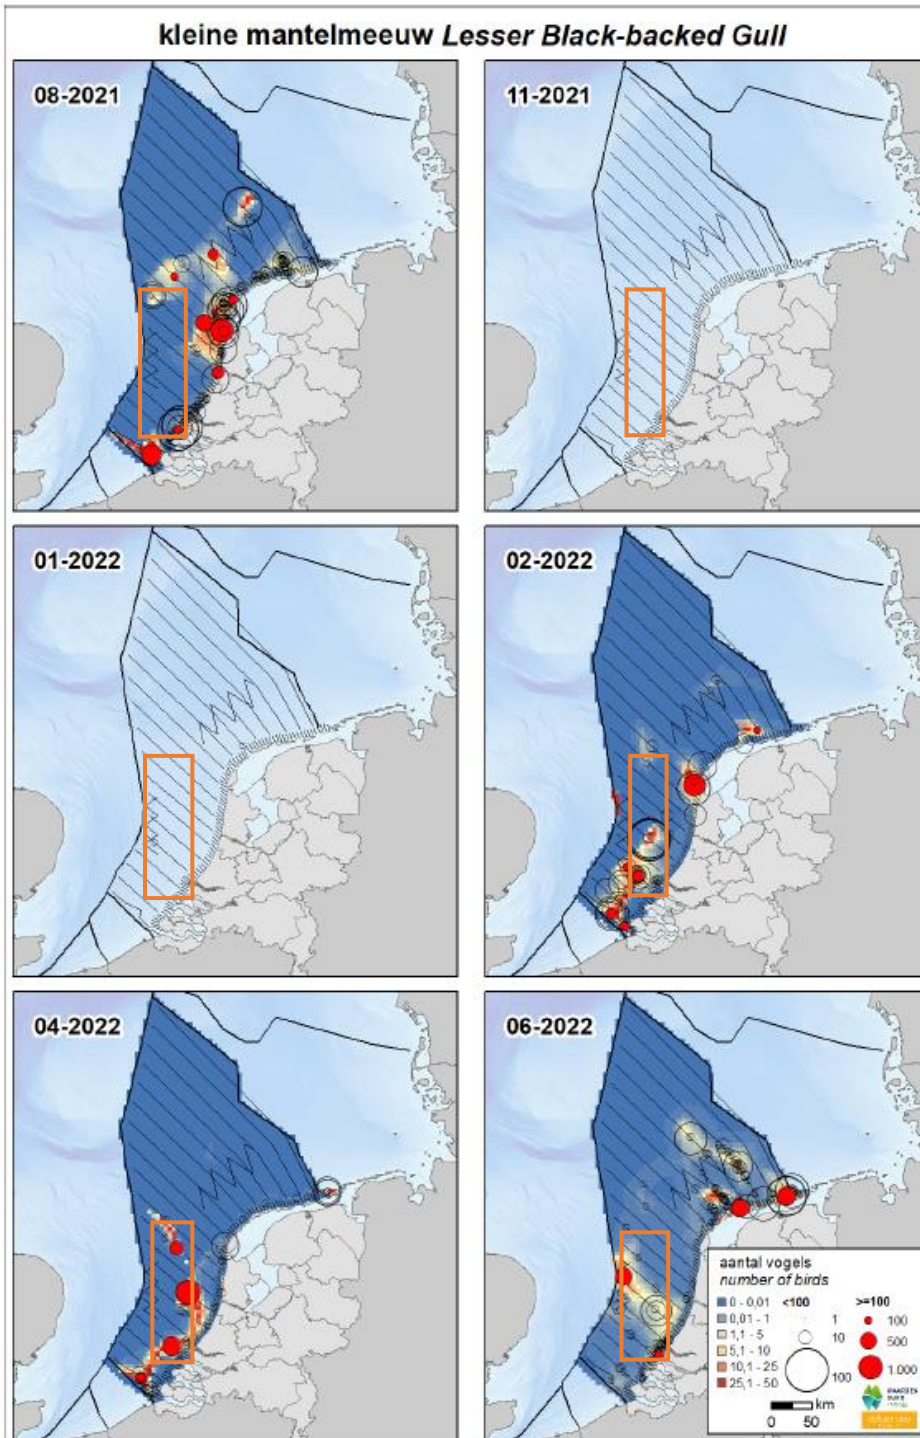 kleine mantelmeeuw Lesser Black-backed Gull
08-2021
11-2021
01-2022
02-2022
04-2022
06-2022
aantal vogels
number of birds
0 - 0,01 <100 >=100
0,01 - 1 1 100
1,1 - 5 10 500
5,1 - 10
10,1 - 25 100 1.000
25,1 - 50
km
0 50